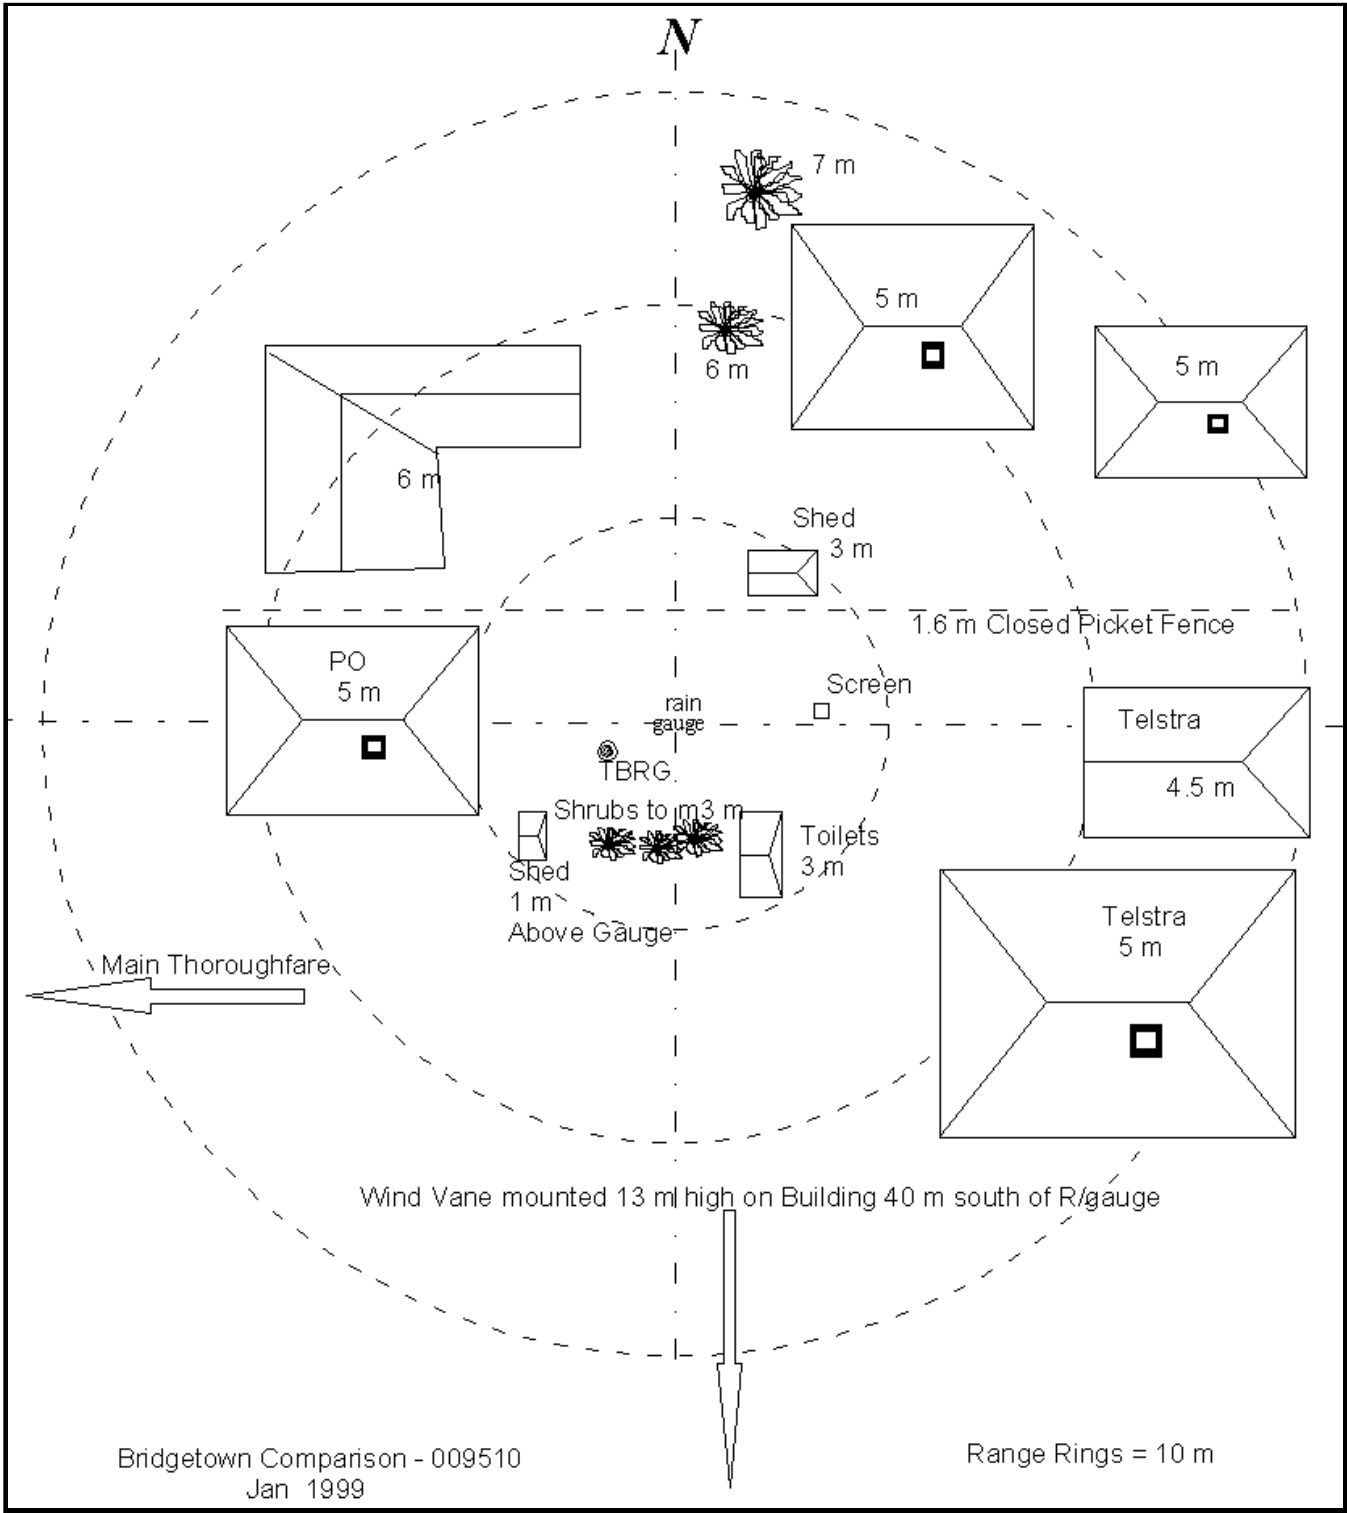 N
7 m
5 m
5 m
6 m
6 m
Shed
3 m
1.6 m Closed Picket Fence
PO
5 m
Screen
rain
gauge
Telstra
TBRG
4.5 m
Shrubs to m3 m
Toilets
3 m
Shed
1 m
Above Gauge
Telstra
5 m
Main Thoroughfare
Wind Vane mounted 13 m high on Building 40 m south of R/gauge
Bridgetown Comparison - 009510
Jan 1999
Range Rings = 10 m